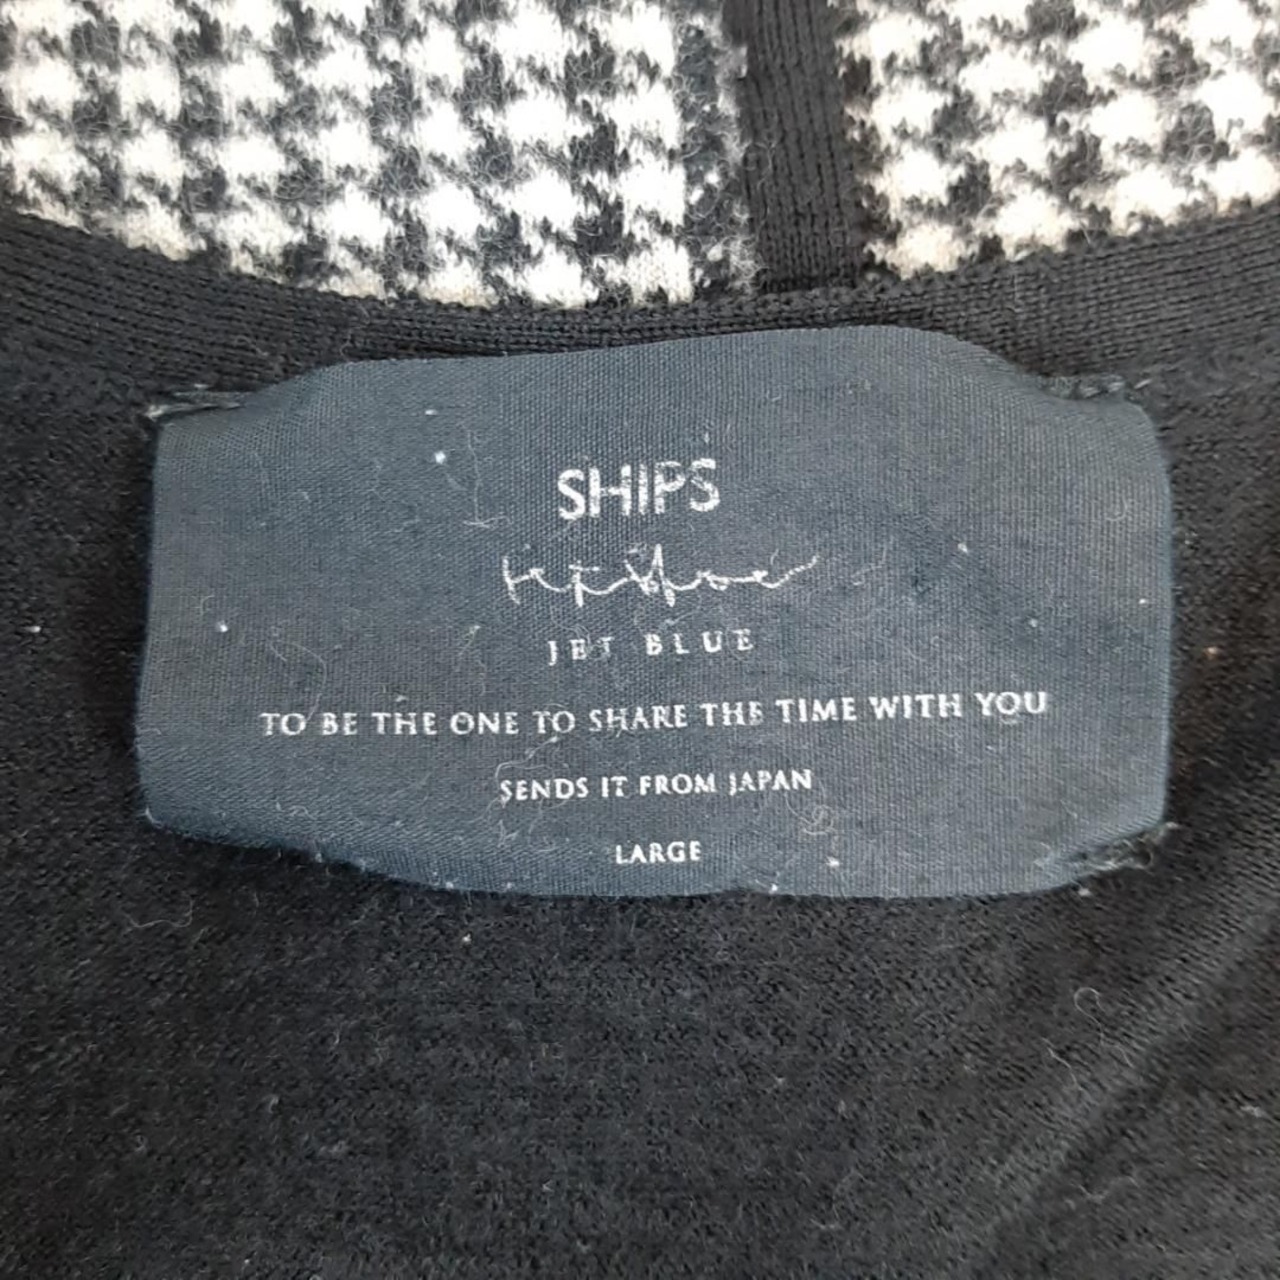 SHIPS
JET BLUE
TO BE THE ONE TO SHARE THE TIME WITH YOU
SENDS IT FROM JAPAN
LARGE